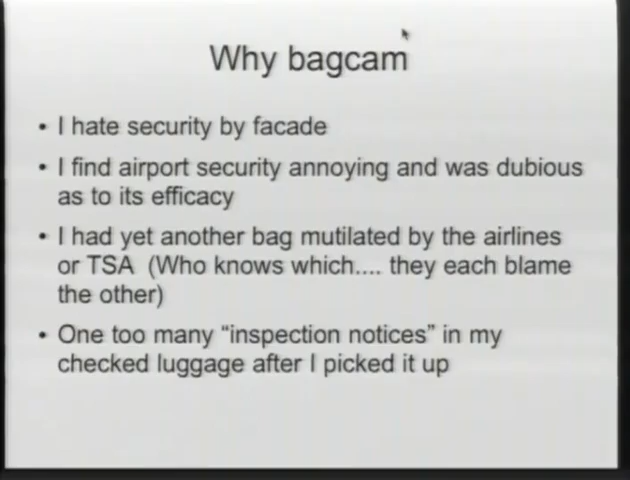 Why bagcam
• I hate security by facade
• I find airport security annoying and was dubious
as to its efficacy
• I had yet another bag mutilated by the airlines
or TSA (Who knows which.... they each blame
the other)
• One too many “inspection notices” in my
checked luggage after I picked it up